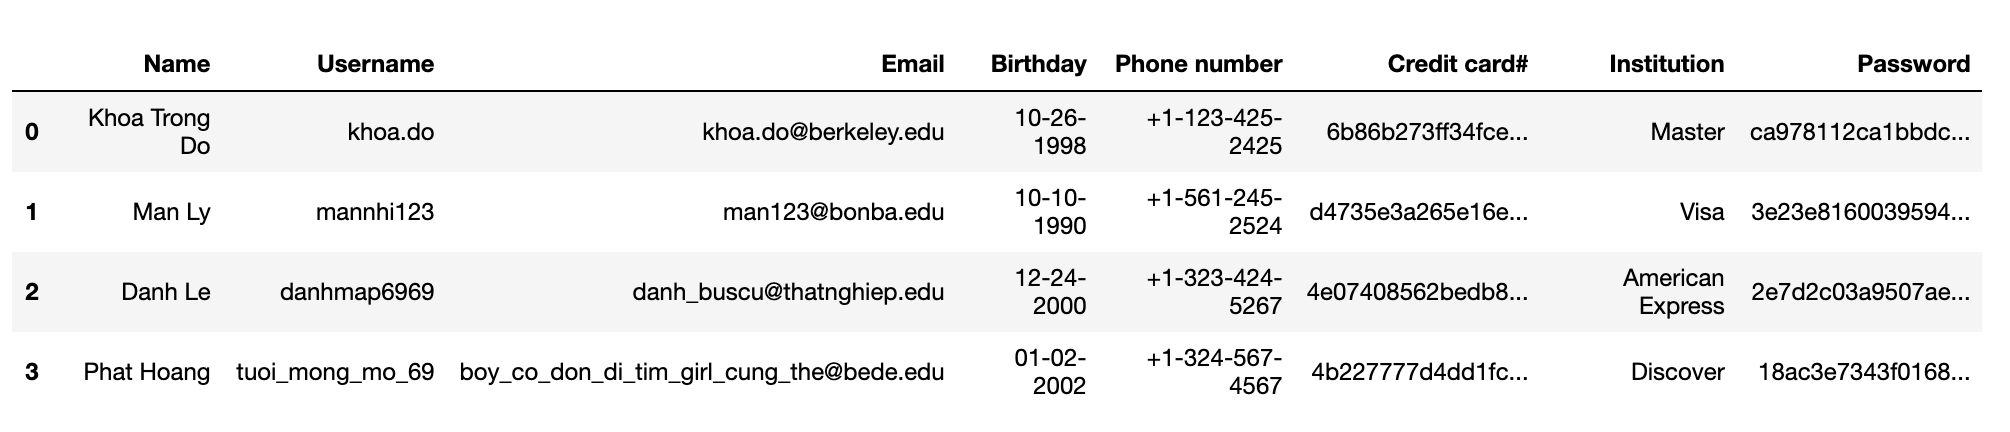 Name Username Email Birthday Phone number Credit card# Institution Password
0 Khoa Trong Do khoa.do khoa.do@berkeley.edu 10-26-1998 +1-123-425-2425 6b86b273ff34fce... Master ca978112ca1bbdc...
1 Man Ly mannhi123 man123@bonba.edu 10-10-1990 +1-561-245-2524 d4735e3a265e16e... Visa 3e23e8160039594...
2 Danh Le danhmap6969 danh_buscu@thatnghiep.edu 12-24-2000 +1-323-424-5267 4e07408562bedb8... American Express 2e7d2c03a9507ae...
3 Phat Hoang tuoi_mong_mo_69 boy_co_don_di_tim_girl_cung_the@bede.edu 01-02-2002 +1-324-567-4567 4b227777d4dd1fc... Discover 18ac3e7343f0168...